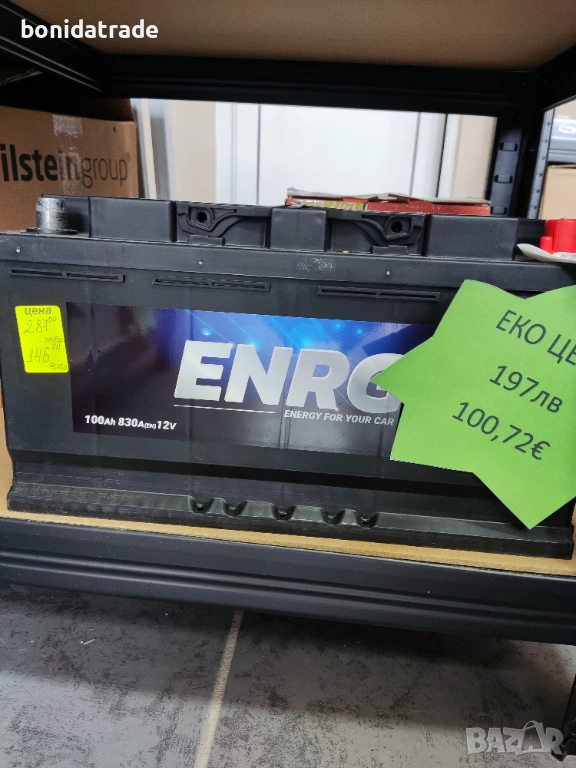 bonidatrade
ilsteingroup
цена
287⁰⁰
146
ENRG
ENERGY FOR YOUR CAR
100Ah 830A(EN) 12V
ЕКО ЦЕ
197лв
100,72€
BAZAR